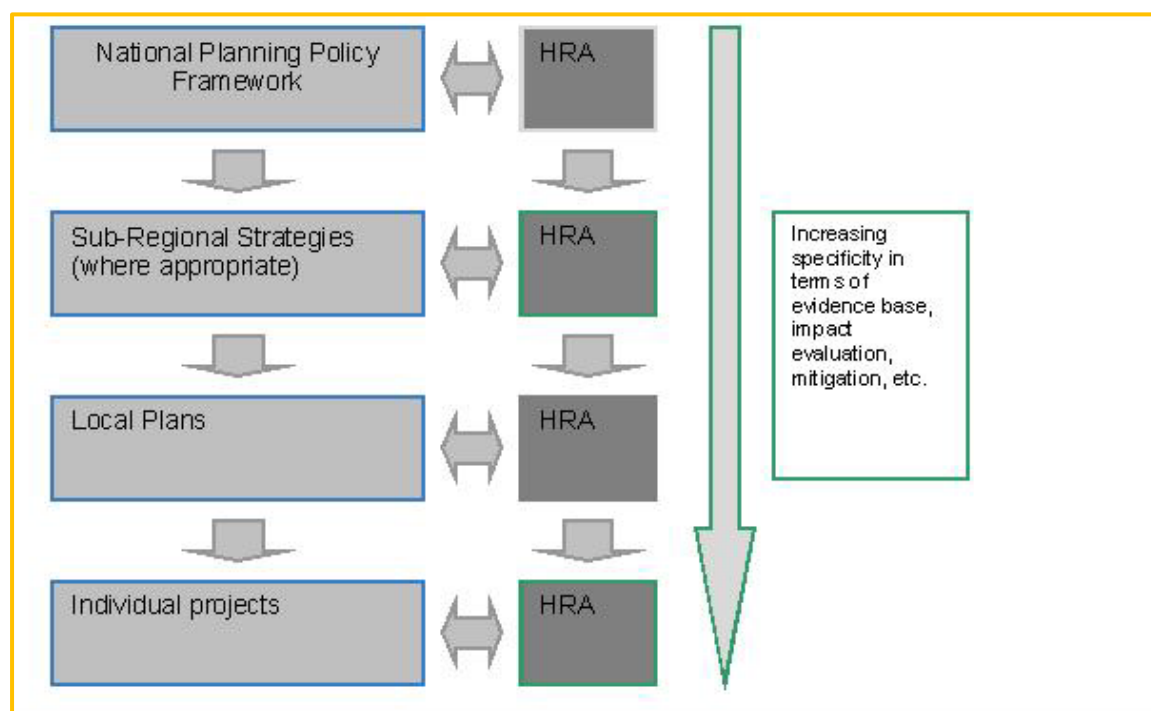 National Planning Policy
Framework
HRA
Sub-Regional Strategies
(where appropriate)
HRA
Increasing
specificity in
terms of
evidence base,
impact
evaluation,
mitigation, etc.
Local Plans
HRA
Individual projects
HRA